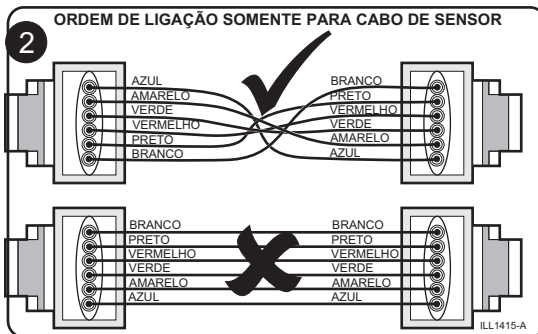 ORDEM DE LIGAÇÃO SOMENTE PARA CABO DE SENSOR
2
AZUL BRANCO
AMARELO PRETO
VERDE VERMELHO
VERMELHO VERDE
PRETO AMARELO
BRANCO AZUL
BRANCO BRANCO
PRETO PRETO
VERMELHO VERMELHO
VERDE VERDE
AMARELO AMARELO
AZUL AZUL
ILL1415-A